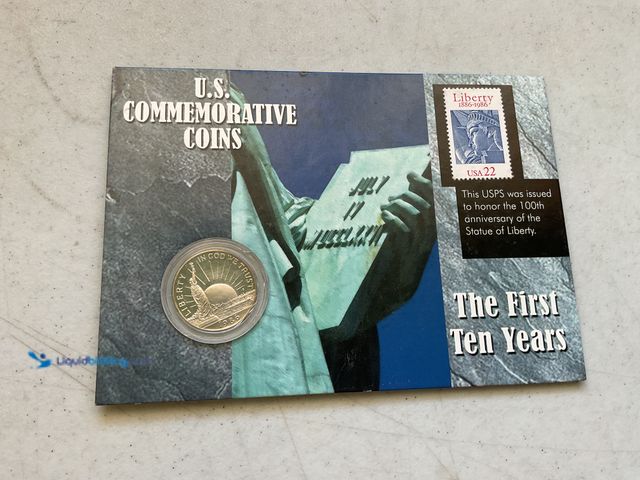 U.S.
COMMEMORATIVE
COINS
Liberty
1886-1986
USA 22
This USPS was issued
to honor the 100th
anniversary of the
Statue of Liberty.
JULY
IV
MDCCLXXVI
LIBERTY
IN GOD WE TRUST
The First
Ten Years